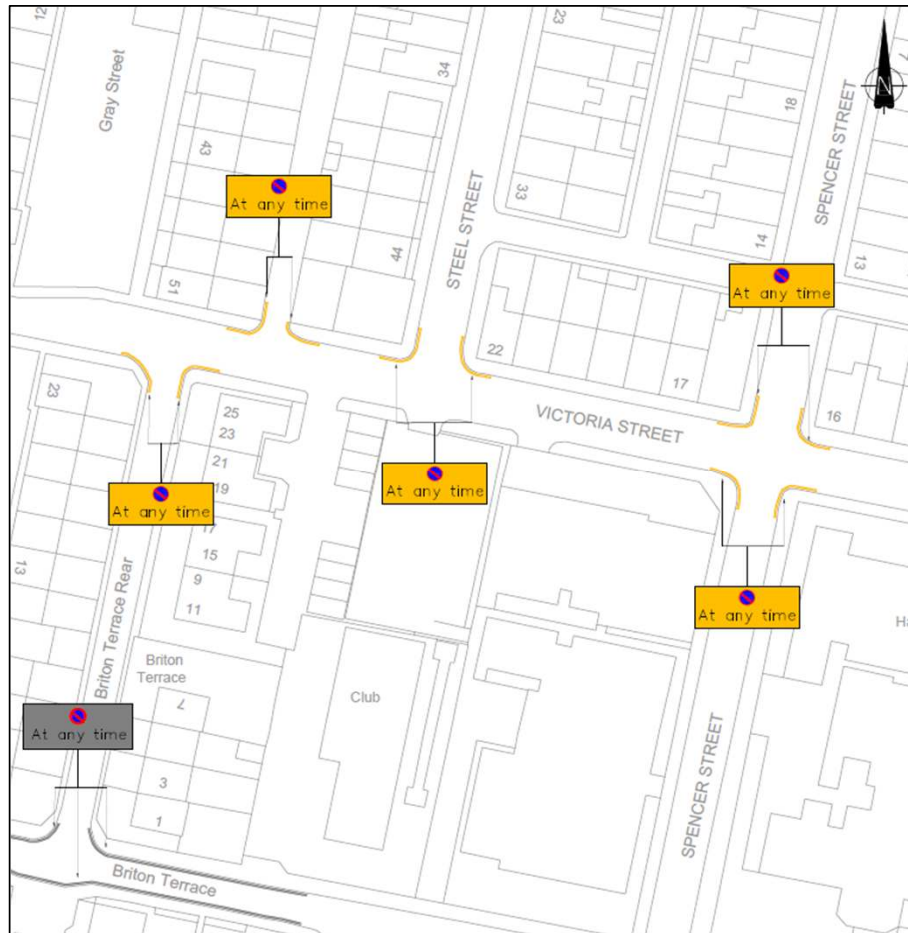 12
Gray Street
43
51
34
44
STEEL STREET
23
33
18
14
SPENCER STREET
7
13
N
At any time
At any time
22
17
VICTORIA STREET
16
23
25
23
21
19
17
15
9
11
At any time
At any time
At any time
13
Briton Terrace Rear
Briton
Terrace
7
3
1
Club
Ha
SPENCER STREET
At any time
Briton Terrace